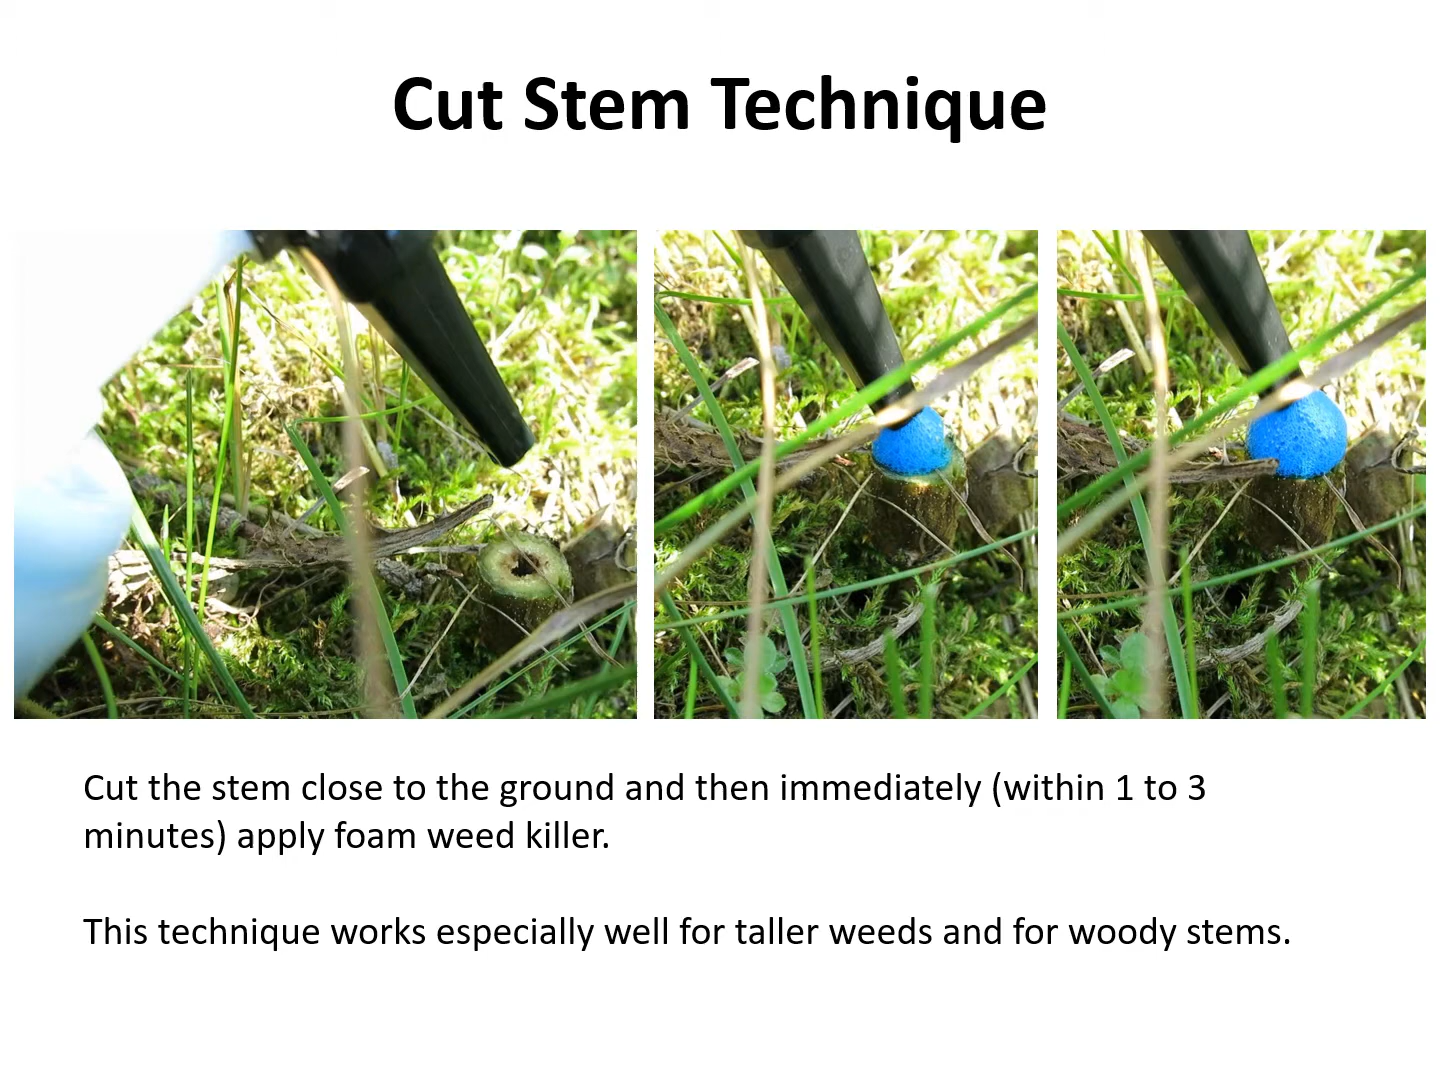 Cut Stem Technique
Cut the stem close to the ground and then immediately (within 1 to 3
minutes) apply foam weed killer.
This technique works especially well for taller weeds and for woody stems.